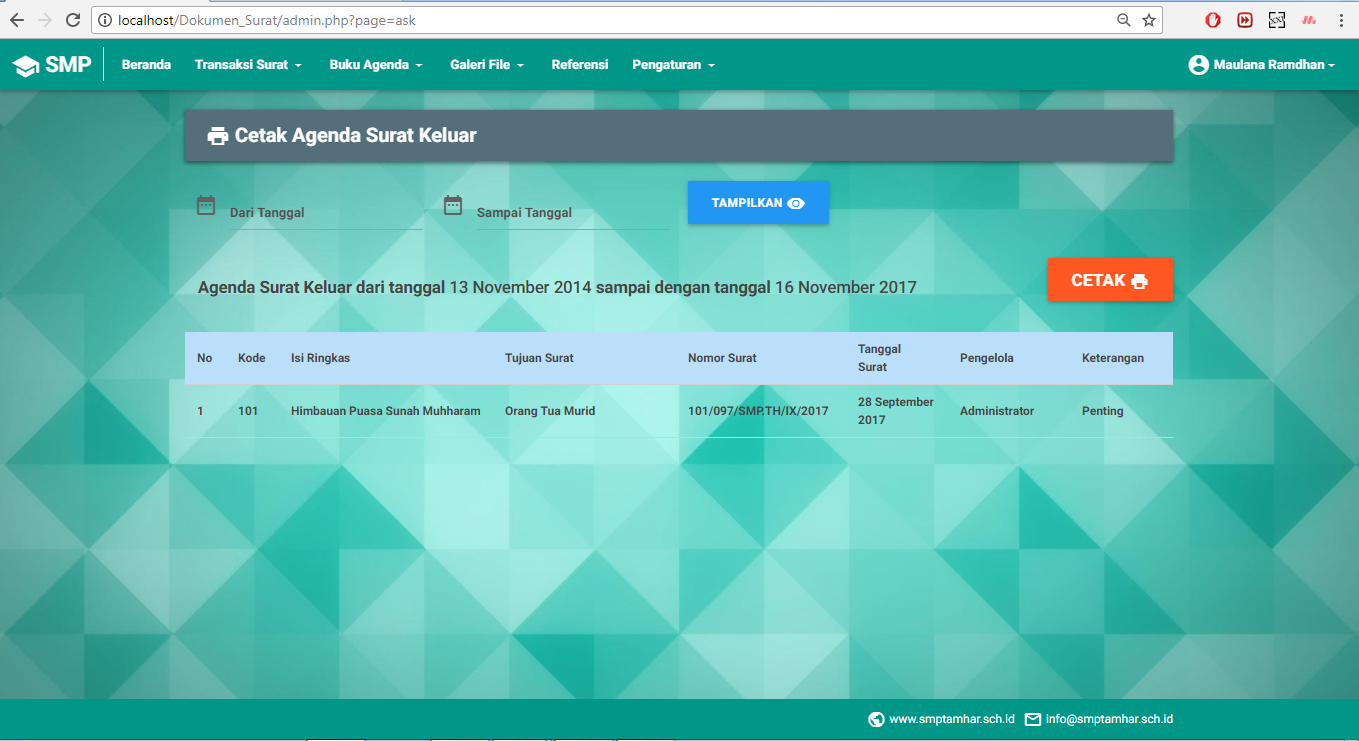 localhost/Dokumen_Surat/admin.php?page=ask
SMP Beranda Transaksi Surat Buku Agenda Galeri File Referensi Pengaturan Maulana Ramdhan
Cetak Agenda Surat Keluar
Dari Tanggal Sampai Tanggal TAMPILKAN
Agenda Surat Keluar dari tanggal 13 November 2014 sampai dengan tanggal 16 November 2017 CETAK
No Kode Isi Ringkas Tujuan Surat Nomor Surat Tanggal Surat Pengelola Keterangan
1 101 Himbauan Puasa Sunah Muhharam Orang Tua Murid 101/097/SMP.TH/IX/2017 28 September 2017 Administrator Penting
www.smptamhar.sch.id info@smptamhar.sch.id